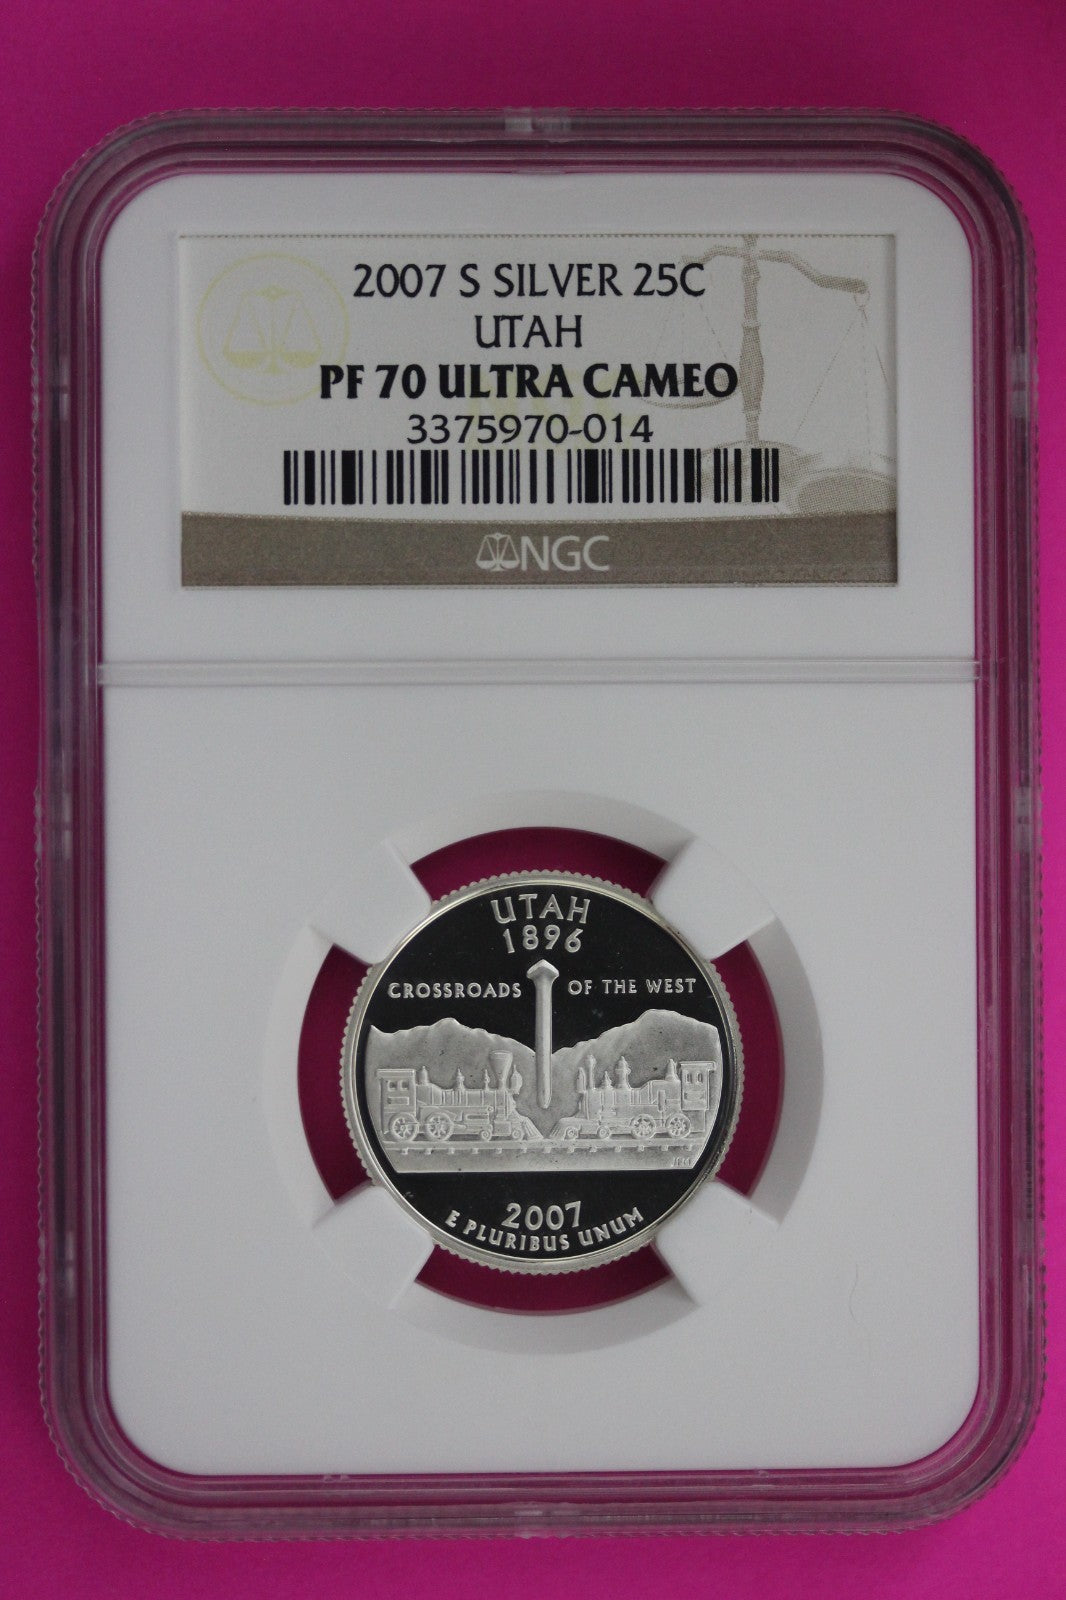 2007 S SILVER 25C
UTAH
PF 70 ULTRA CAMEO
3375970-014
NGC
UTAH
1896
CROSSROADS OF THE WEST
2007
E PLURIBUS UNUM